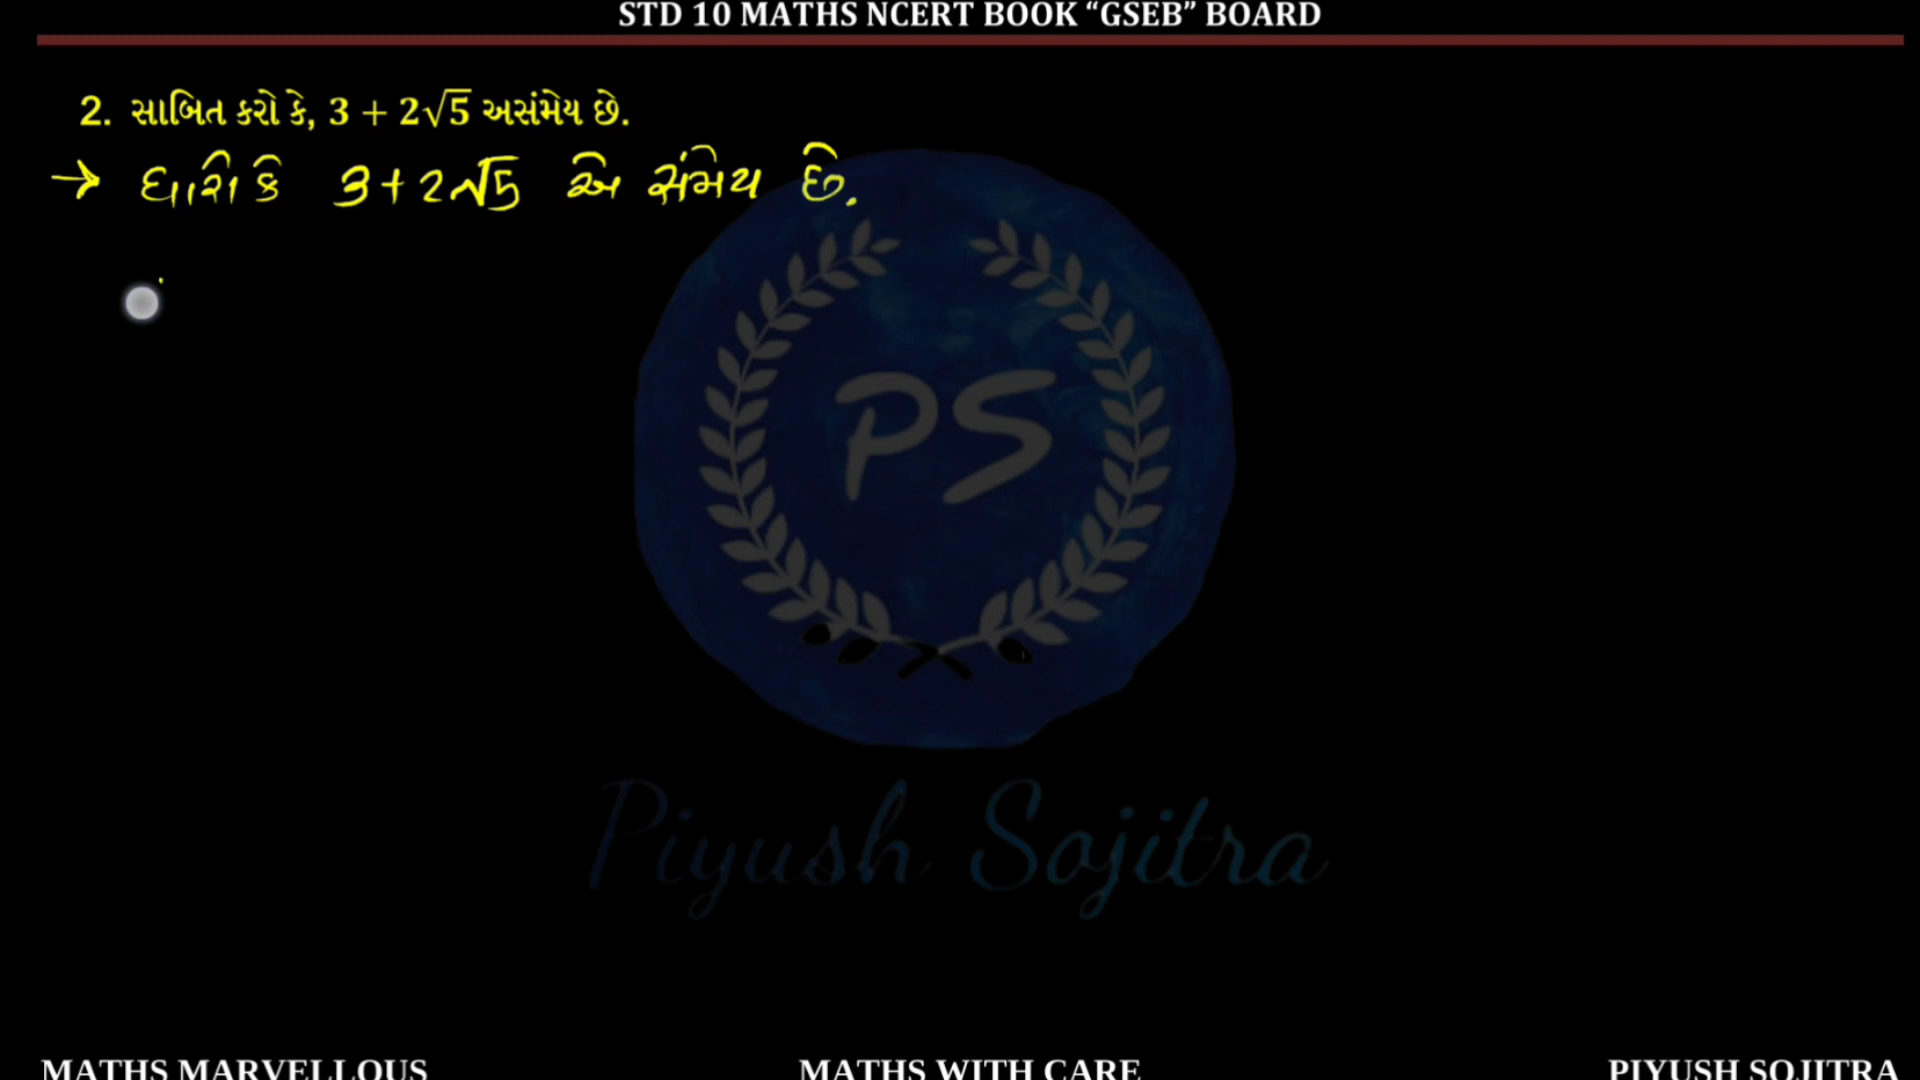 STD 10 MATHS NCERT BOOK “GSEB” BOARD
2. સાબિત કરો કે, 3 + 2√5 અસંમેય છે.
→ ધારોકે 3+2√5 એ સંમેય છે.
PS
Piyush Sojitra
MATHS MARVELLOUS MATHS WITH CARE PIYUSH SOJITRA